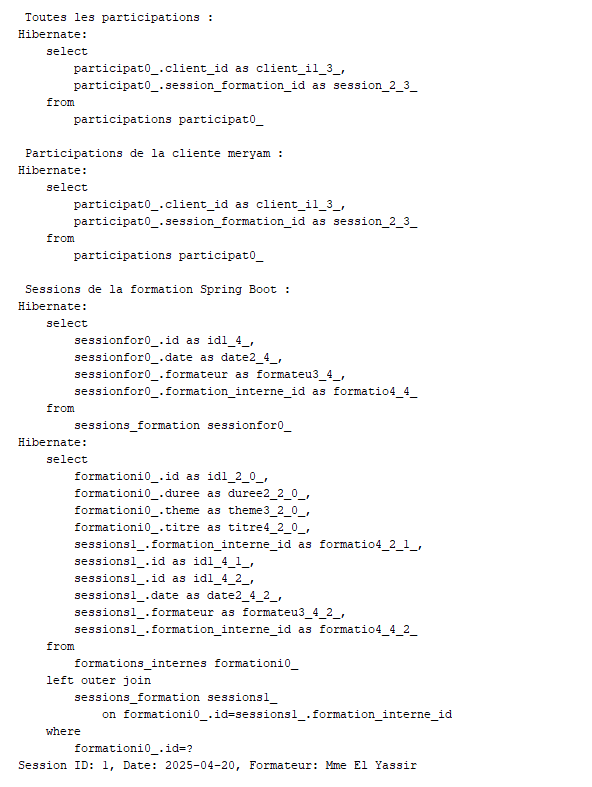 Toutes les participations :
Hibernate:
    select
        participat0_.client_id as client_i1_3_,
        participat0_.session_formation_id as session_2_3_
    from
        participations participat0_
Participations de la cliente meryam :
Hibernate:
    select
        participat0_.client_id as client_i1_3_,
        participat0_.session_formation_id as session_2_3_
    from
        participations participat0_
Sessions de la formation Spring Boot :
Hibernate:
    select
        sessionfor0_.id as id1_4_,
        sessionfor0_.date as date2_4_,
        sessionfor0_.formateur as formateu3_4_,
        sessionfor0_.formation_interne_id as formatio4_4_
    from
        sessions_formation sessionfor0_
Hibernate:
    select
        formationi0_.id as id1_2_0_,
        formationi0_.duree as duree2_2_0_,
        formationi0_.theme as theme3_2_0_,
        formationi0_.titre as titre4_2_0_,
        sessions1_.formation_interne_id as formatio4_2_1_,
        sessions1_.id as id1_4_1_,
        sessions1_.id as id1_4_2_,
        sessions1_.date as date2_4_2_,
        sessions1_.formateur as formateu3_4_2_,
        sessions1_.formation_interne_id as formatio4_4_2_
    from
        formations_internes formationi0_
    left outer join
        sessions_formation sessions1_
            on formationi0_.id=sessions1_.formation_interne_id
    where
        formationi0_.id=?
Session ID: 1, Date: 2025-04-20, Formateur: Mme El Yassir